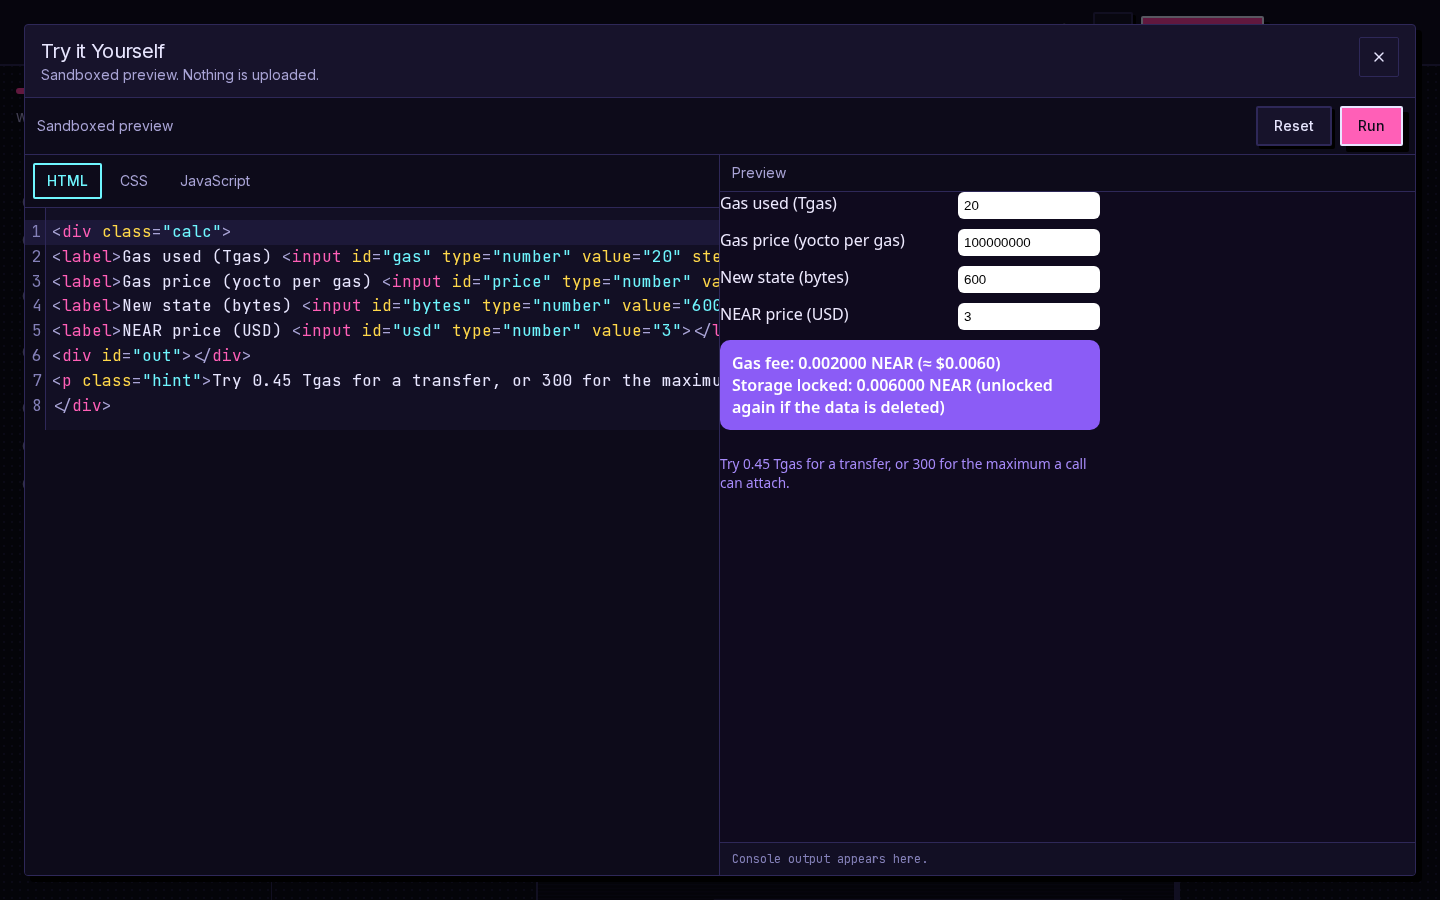 Try it Yourself
Sandboxed preview. Nothing is uploaded.
Sandboxed preview
Reset
Run
HTML
CSS
JavaScript
1 <div class="calc">
2 <label>Gas used (Tgas) <input id="gas" type="number" value="20" ste
3 <label>Gas price (yocto per gas) <input id="price" type="number" va
4 <label>New state (bytes) <input id="bytes" type="number" value="600
5 <label>NEAR price (USD) <input id="usd" type="number" value="3"></l
6 <div id="out"></div>
7 <p class="hint">Try 0.45 Tgas for a transfer, or 300 for the maximu
8 </div>
Preview
Gas used (Tgas) 20
Gas price (yocto per gas) 100000000
New state (bytes) 600
NEAR price (USD) 3
Gas fee: 0.002000 NEAR (≈ $0.0060)
Storage locked: 0.006000 NEAR (unlocked
again if the data is deleted)
Try 0.45 Tgas for a transfer, or 300 for the maximum a call
can attach.
Console output appears here.